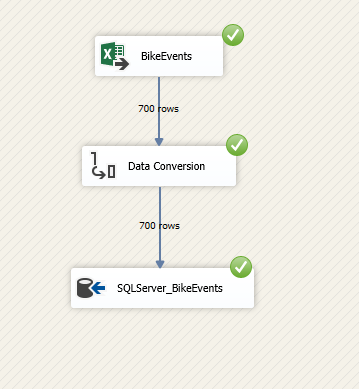 BikeEvents
700 rows
Data Conversion
700 rows
SQLServer_BikeEvents